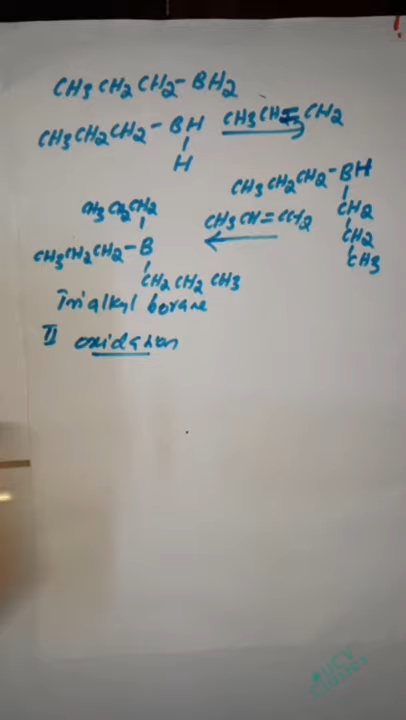 CH3CH2CH2-BH2
CH3CH2CH2-BH
H
CH3CH=CH2
CH3CH2CH2-BH
CH2
CH2
CH3
CH3CH=CH2
CH3CH2CH2
CH3CH2CH2-B
CH2CH2CH3
Trialkyl borane
II oxidation